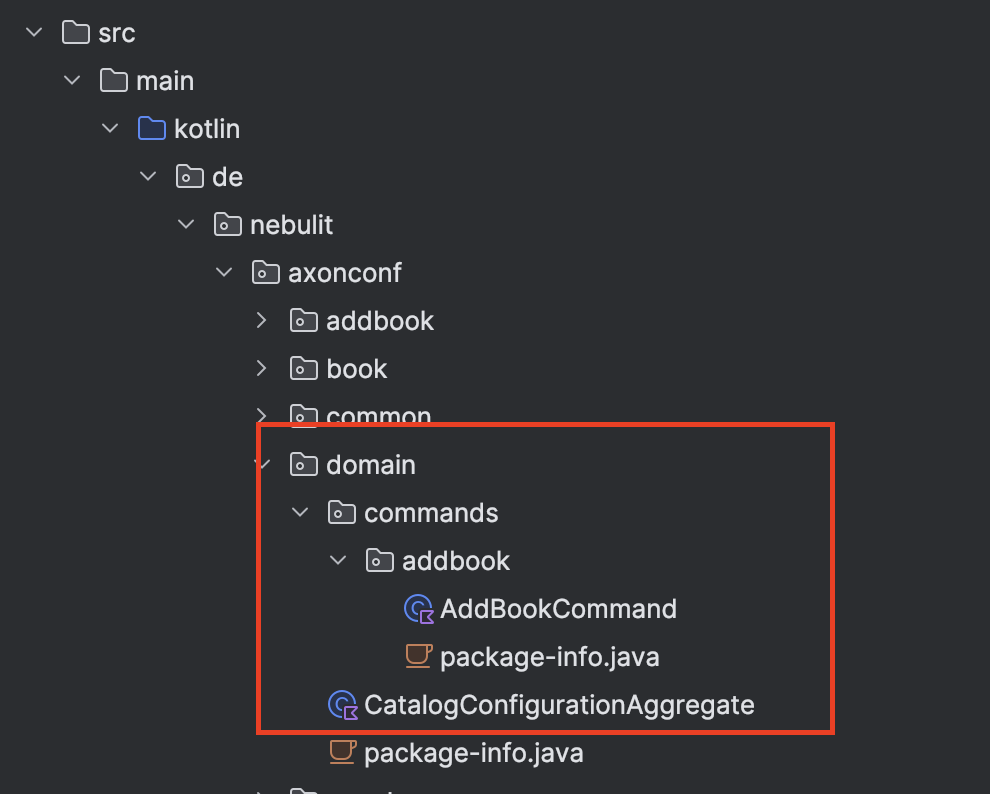 src
main
kotlin
de
nebulit
axonconf
addbook
book
common
domain
commands
addbook
AddBookCommand
package-info.java
CatalogConfigurationAggregate
package-info.java